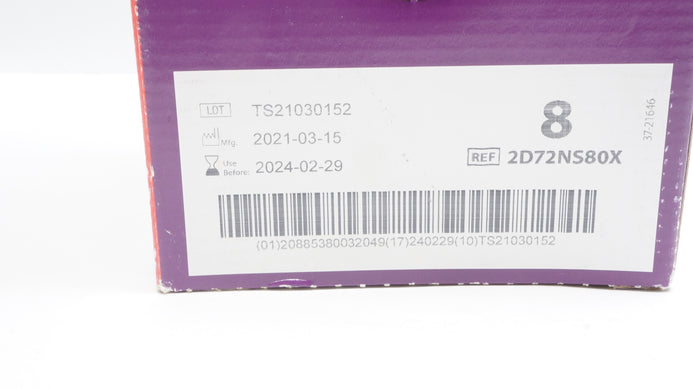 LOT TS21030152
Mfg. 2021-03-15
Use Before: 2024-02-29
8
REF 2D72NS80X
37-21646
(01)20885380032049(17)240229(10)TS21030152